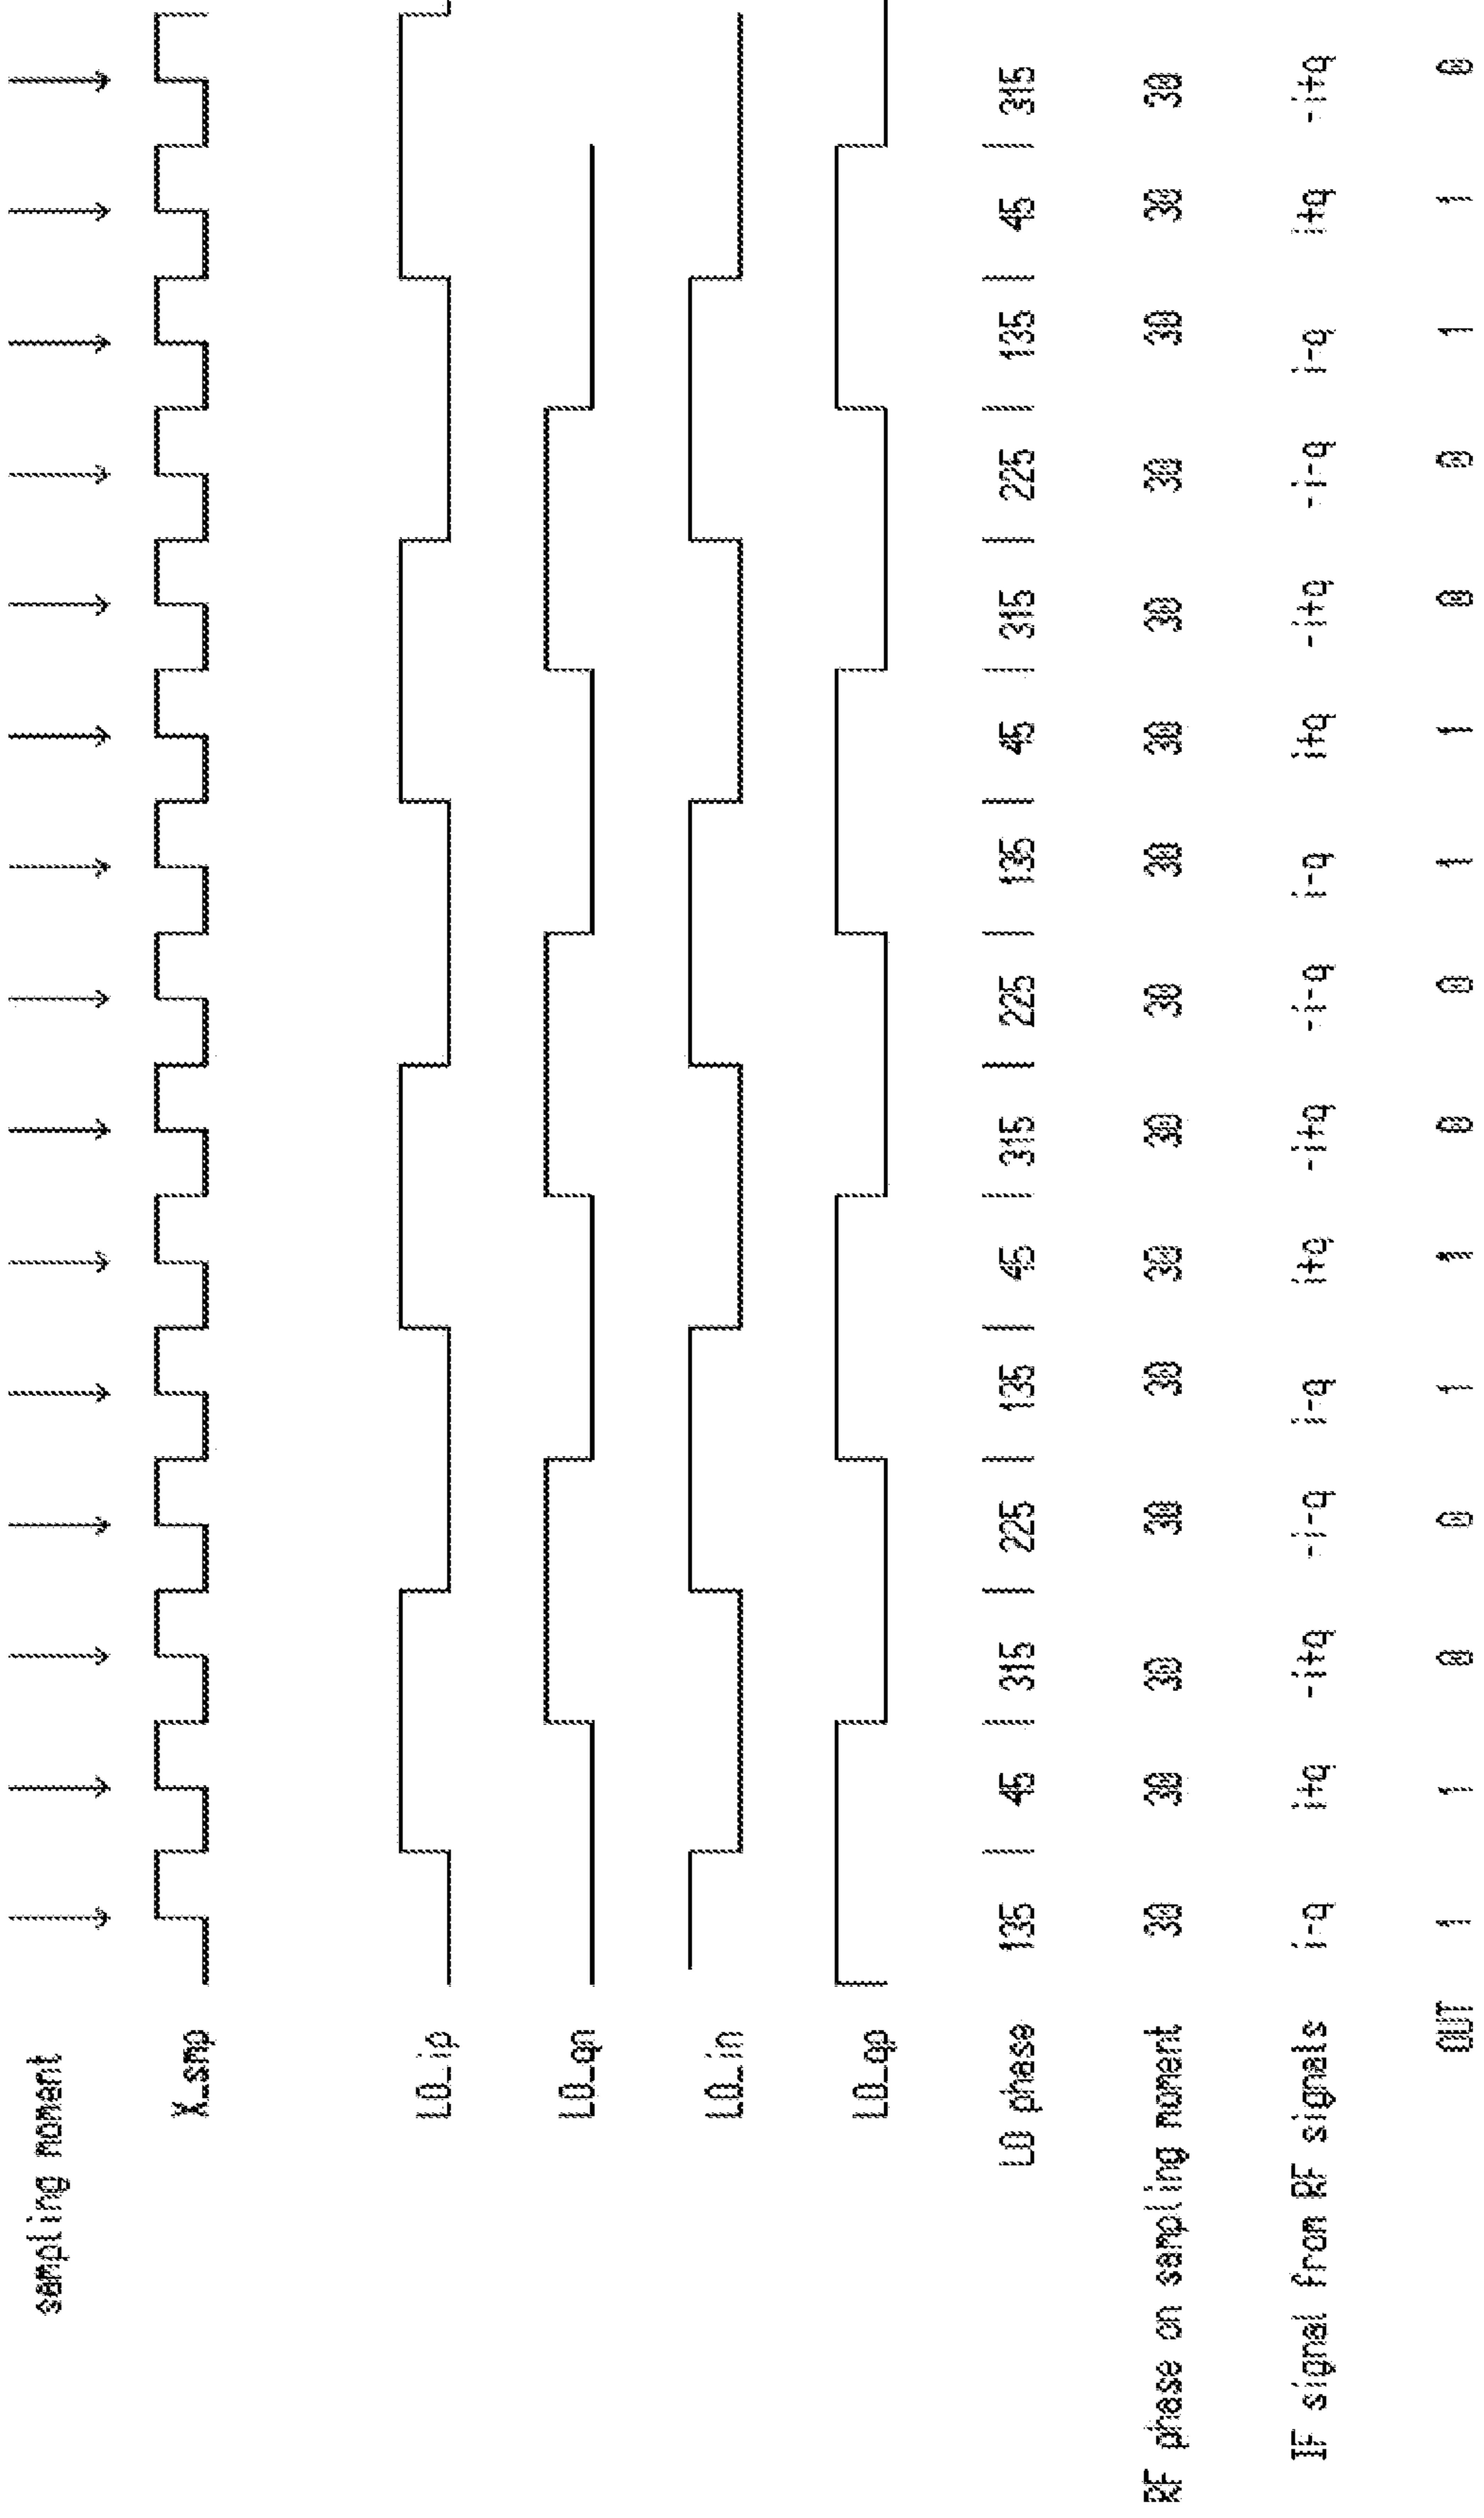 sampling moment
X_smp
LO_ip
LO_qn
LO_in
LO_qp
LO phase 135 | 45 | 315 | 225 | 135 | 45 | 315 | 225 | 135 | 45 | 315 | 225 | 135 | 45 | 315
RF phase on sampling moment 30 30 30 30 30 30 30 30 30 30 30 30 30 30 30
IF signal from RF signals i-q i+q -i+q -i-q i-q i+q -i+q -i-q i-q i+q -i+q -i-q i-q i+q -i+q
OUT 1 1 0 0 1 1 0 0 1 1 0 0 1 1 0